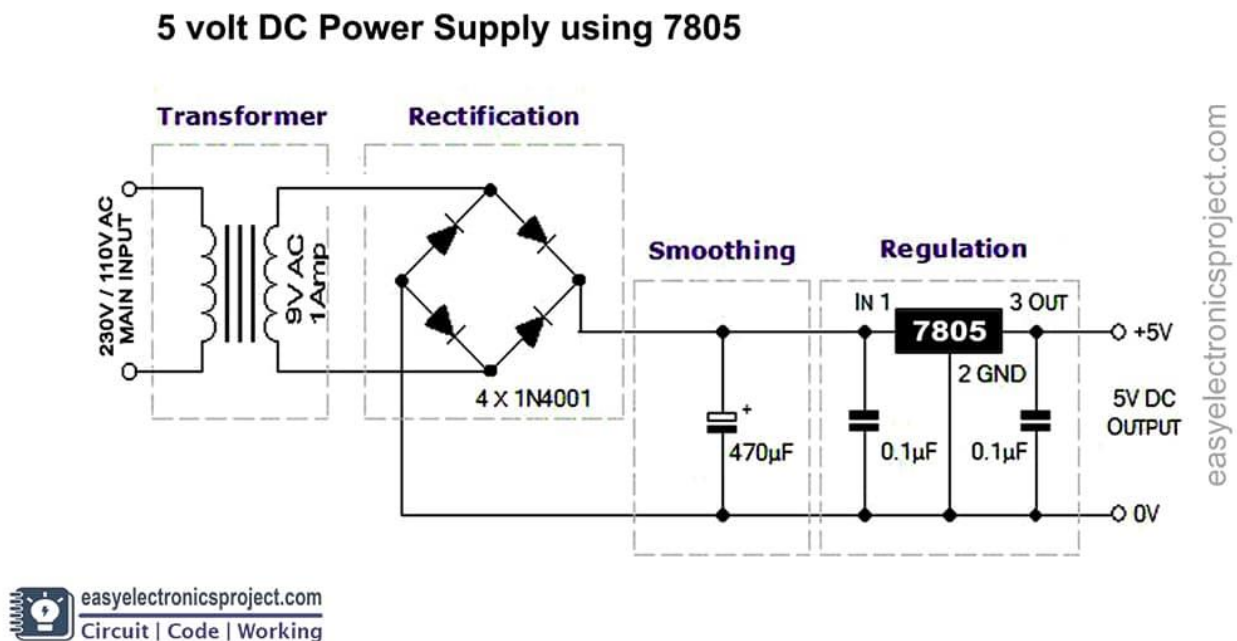 5 volt DC Power Supply using 7805
Transformer
Rectification
230V / 110V AC
MAIN INPUT
9V AC
1Amp
4 X 1N4001
Smoothing
470µF
+
Regulation
IN 1
7805
3 OUT
2 GND
0.1µF
0.1µF
+5V
5V DC
OUTPUT
0V
easyelectronicsproject.com
easyelectronicsproject.com
Circuit | Code | Working